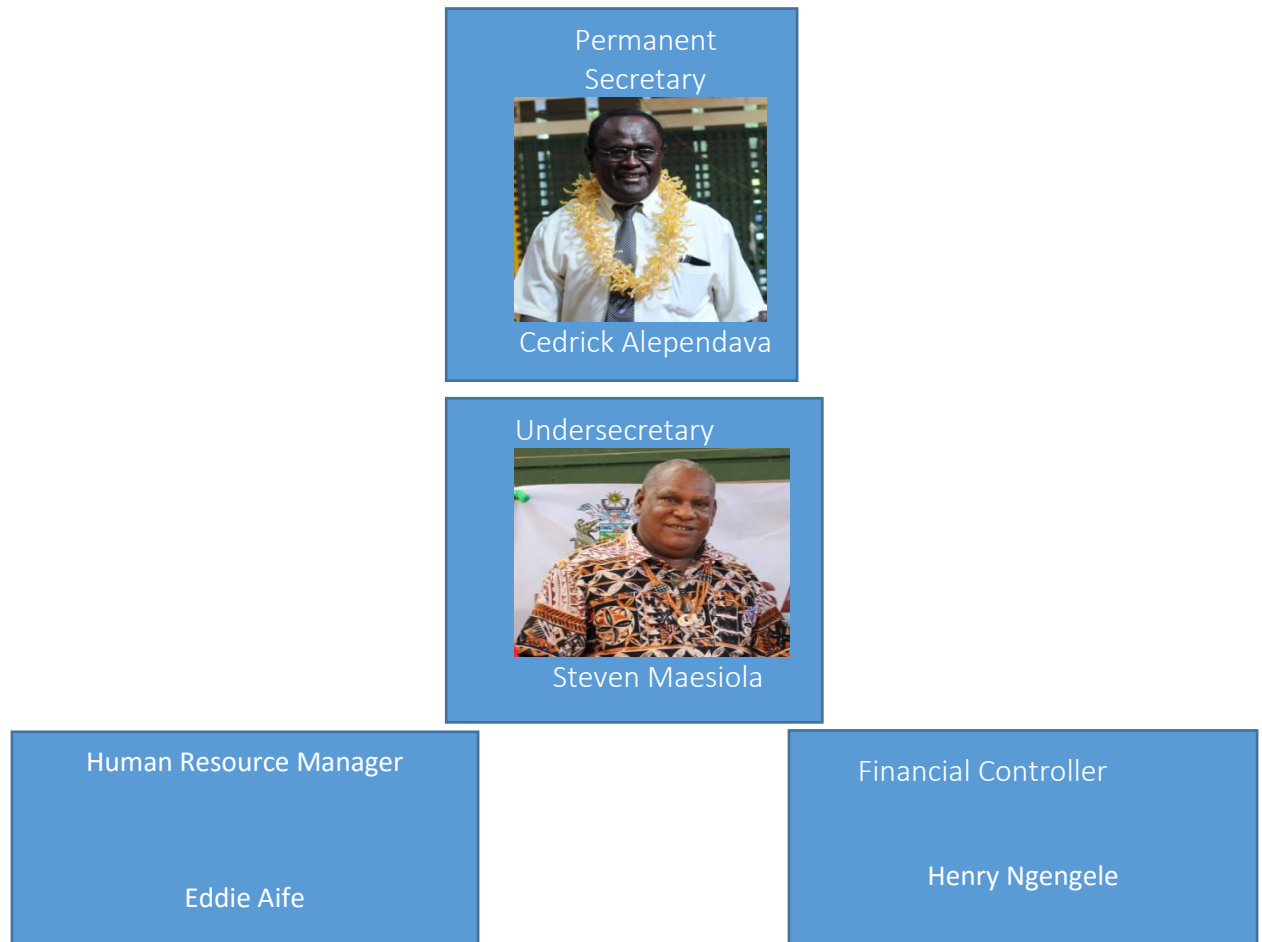 Permanent
Secretary
Cedrick Alependava
Undersecretary
Steven Maesiola
Human Resource Manager
Eddie Aife
Financial Controller
Henry Ngengele